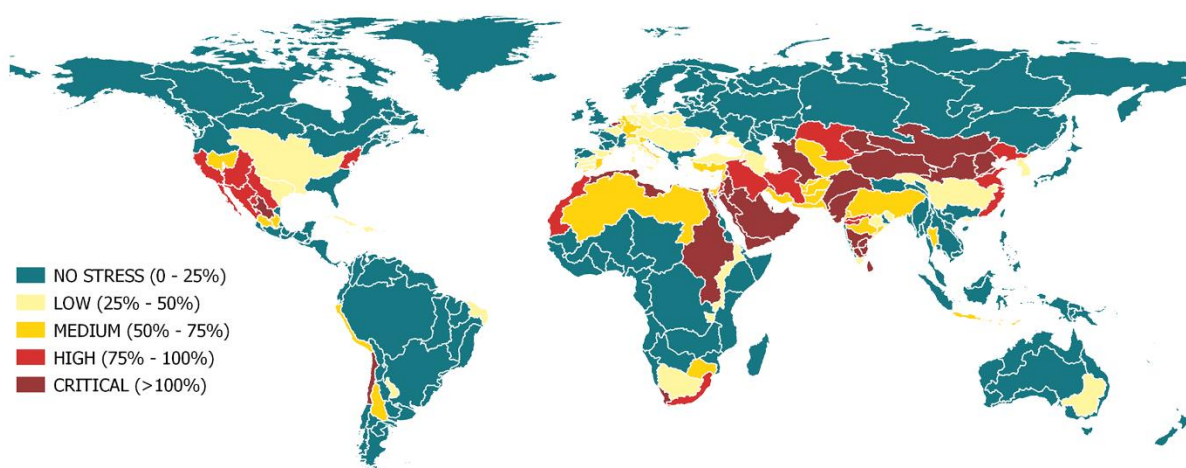 NO STRESS (0 - 25%)
LOW (25% - 50%)
MEDIUM (50% - 75%)
HIGH (75% - 100%)
CRITICAL (>100%)